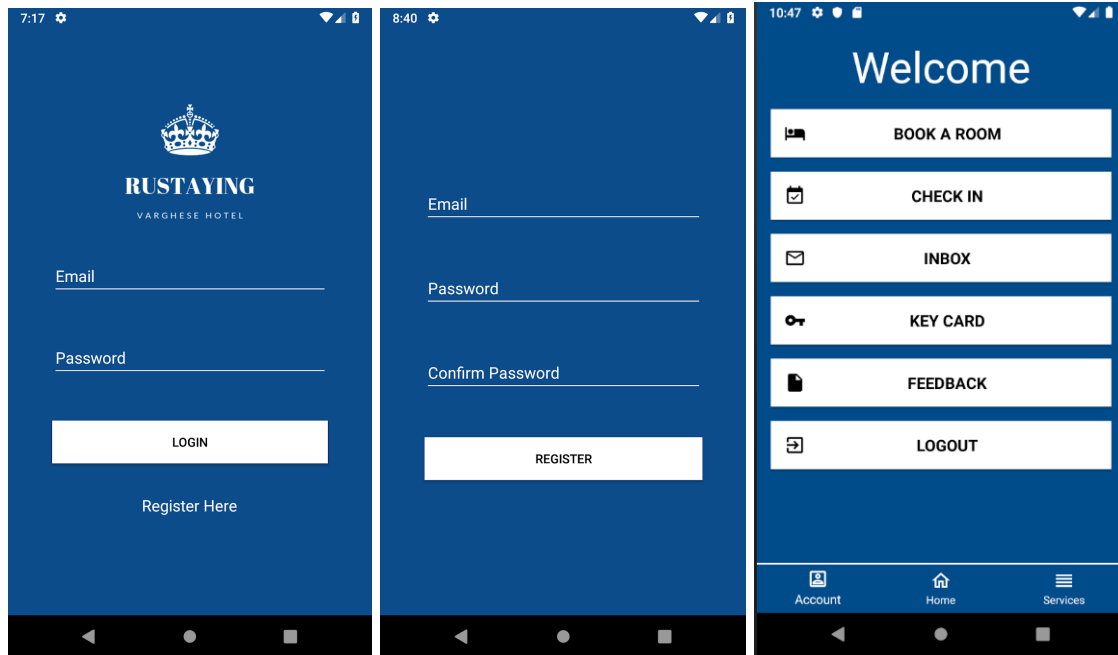 7:17
RUSTAYING
VARGHESE HOTEL
Email
Password
LOGIN
Register Here
8:40
Email
Password
Confirm Password
REGISTER
10:47
Welcome
BOOK A ROOM
CHECK IN
INBOX
KEY CARD
FEEDBACK
LOGOUT
Account Home Services